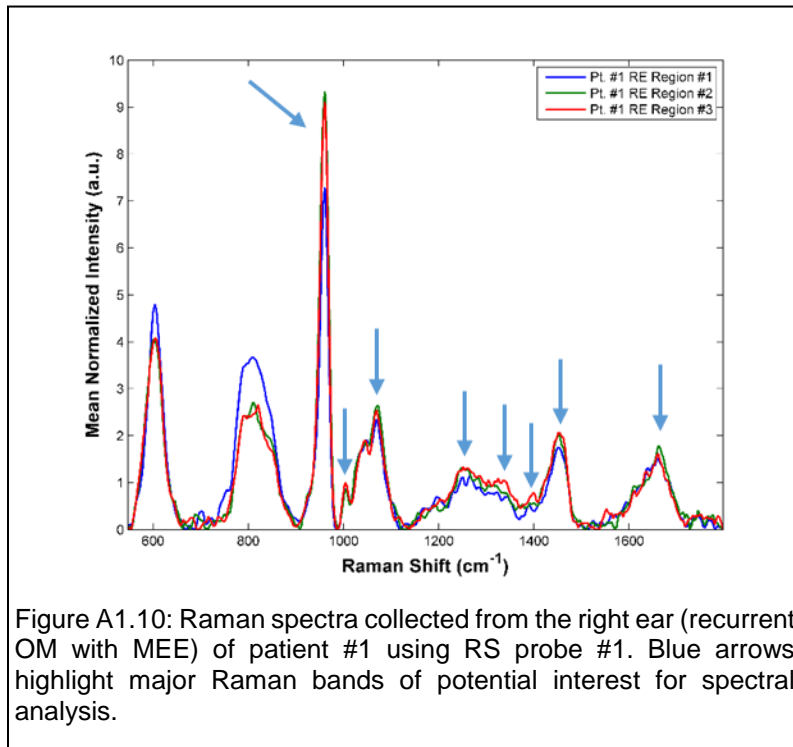 10
9
8
7
6
5
4
3
2
1
0
Mean Normalized Intensity (a.u.)
Pt. #1 RE Region #1
Pt. #1 RE Region #2
Pt. #1 RE Region #3
600 800 1000 1200 1400 1600
Raman Shift (cm⁻¹)
Figure A1.10: Raman spectra collected from the right ear (recurrent
OM with MEE) of patient #1 using RS probe #1. Blue arrows
highlight major Raman bands of potential interest for spectral
analysis.